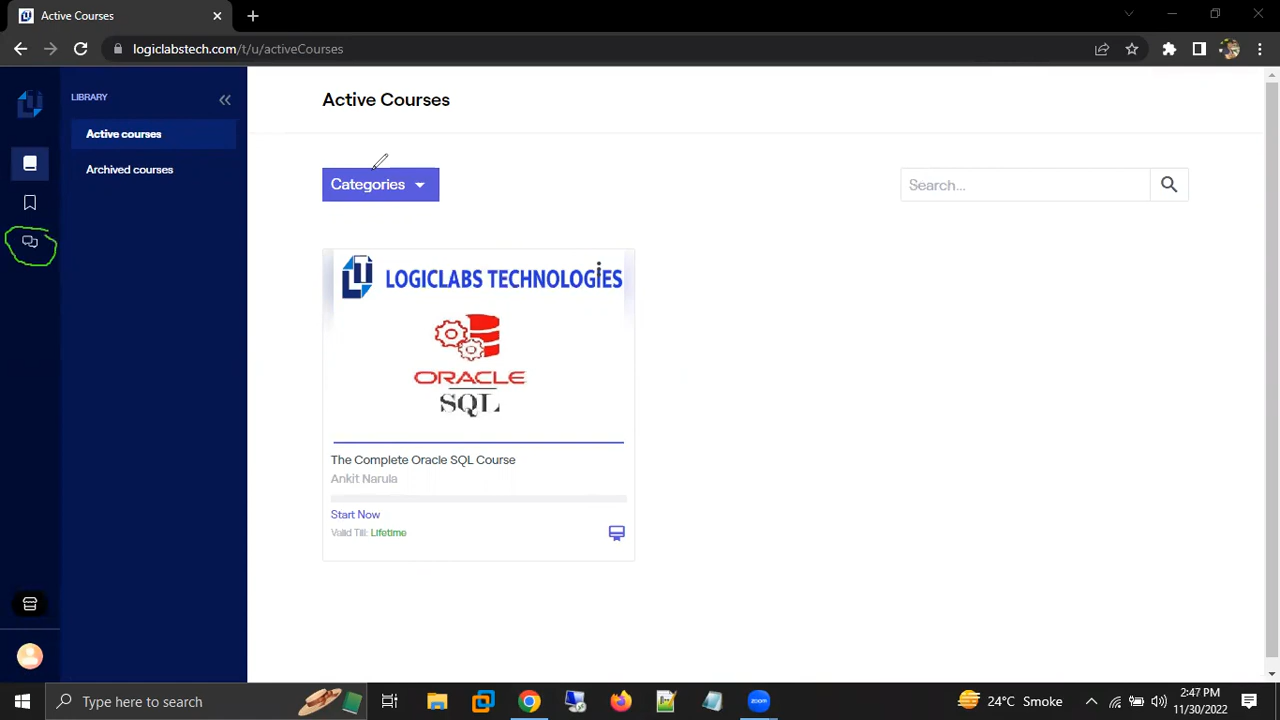 Active Courses
logiclabstech.com/t/u/activeCourses
LIBRARY
Active courses
Archived courses
Active Courses
Categories
Search...
LOGICLABS TECHNOLOGIES
ORACLE
SQL
The Complete Oracle SQL Course
Ankit Narula
Start Now
Valid Till: Lifetime
Type here to search
zoom
24°C Smoke
2:47 PM
11/30/2022